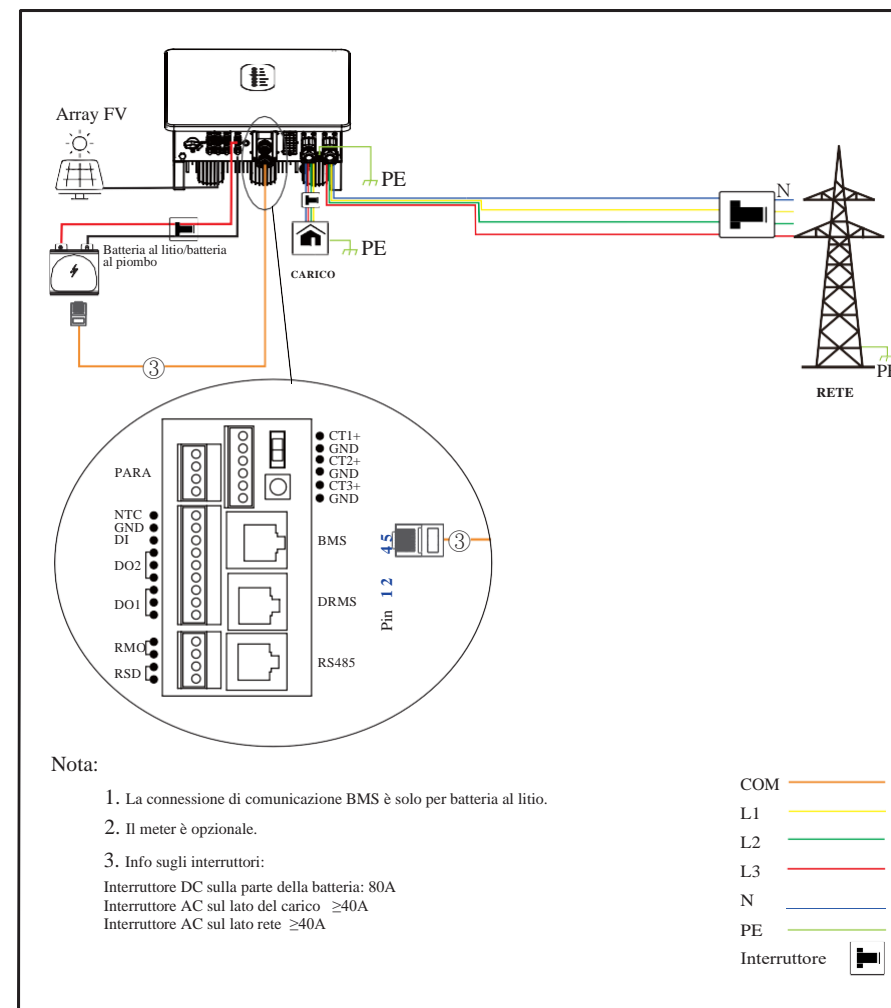 Array FV
PE
N
Batteria al litio/batteria
al piombo
PE
CARICO
PE
RETE
3
CT1+
GND
CT2+
GND
CT3+
GND
PARA
NTC
GND
DI
DO2
DO1
RMO
RSD
BMS
DRMS
RS485
Pin 1 2 4 5
3
Nota:
1. La connessione di comunicazione BMS è solo per batteria al litio.
2. Il meter è opzionale.
3. Info sugli interruttori:
Interruttore DC sulla parte della batteria: 80A
Interruttore AC sul lato del carico ≥40A
Interruttore AC sul lato rete ≥40A
COM
L1
L2
L3
N
PE
Interruttore